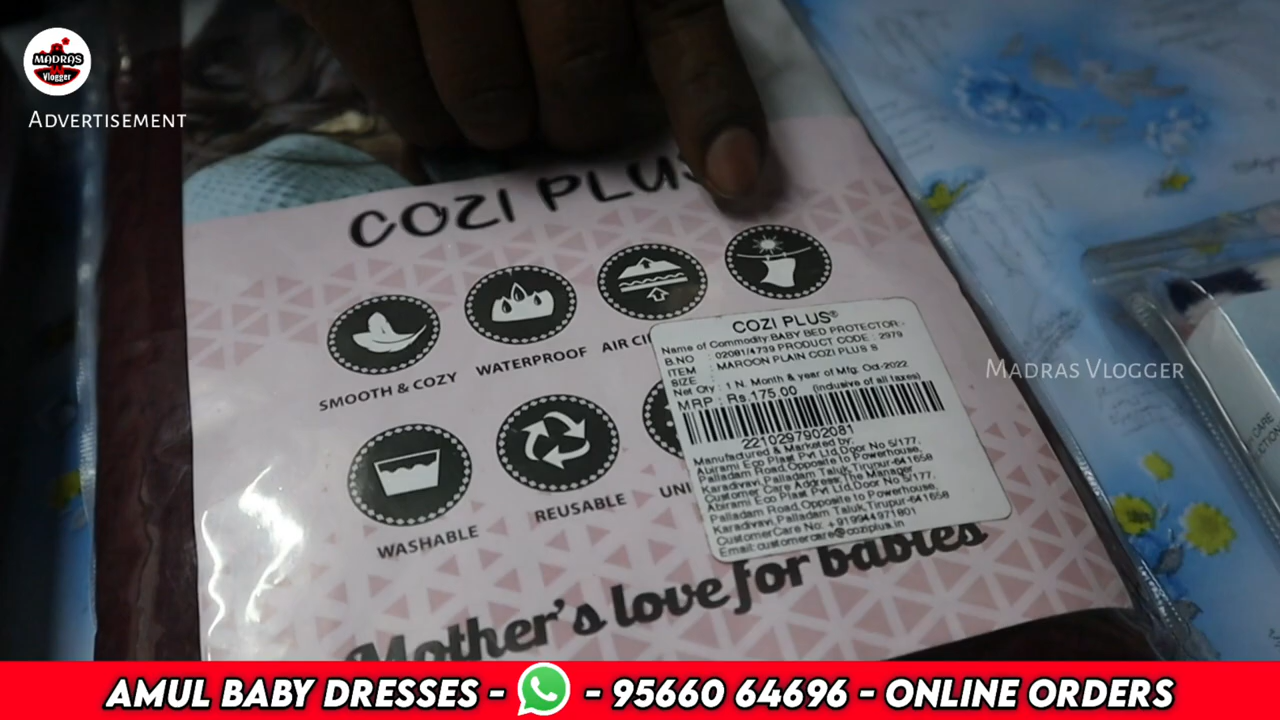 MADRAS
Vlogger
ADVERTISEMENT
COZI PLUS
SMOOTH & COZY
WATERPROOF
AIR CI
WASHABLE
REUSABLE
UN
COZI PLUS®
Name of Commodity: BABY BED PROTECTOR:-
B.NO : 02081/4739 PRODUCT CODE : 2979
ITEM : MAROON PLAIN COZI PLUS S
SIZE :
Net Qty : 1 N. Month & year of Mfg: Oct-2022
MRP : Rs.175.00 (inclusive of all taxes)
2210297902081
Manufactured & Marketed by:
Abirami Eco Plast Pvt Ltd,Door No 5/177,
Palladam Road,Opposite to Powerhouse,
Karadivavi,Palladam Taluk,Tirupur-641658
Customer Care Address:The Manager
Abirami Eco Plast Pvt Ltd,Door No 5/177,
Palladam Road,Opposite to Powerhouse,
Karadivavi,Palladam Taluk,Tirupur-641658
CustomerCare No: +919944971801
Email:customercare@coziplus.in
Mother's love for babies
MADRAS VLOGGER
CARE
AMUL BABY DRESSES - - 95660 64696 - ONLINE ORDERS